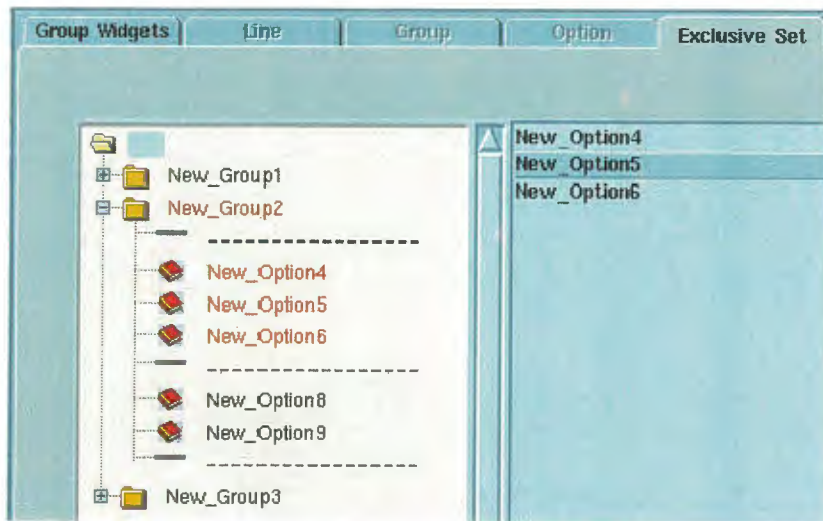 Group Widgets Line Group Option Exclusive Set
New_Group1
New_Group2
New_Option4
New_Option5
New_Option6
New_Option8
New_Option9
New_Group3
New_Option4
New_Option5
New_Option6